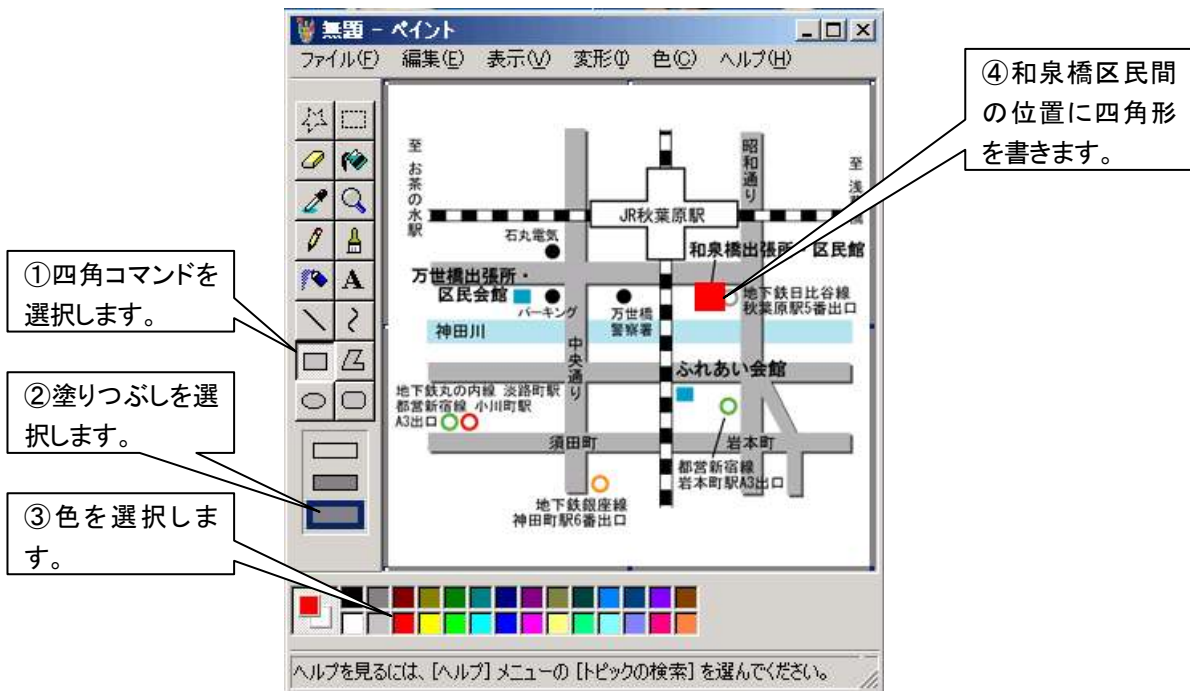 無題 - ペイント
ファイル(F) 編集(E) 表示(V) 変形(I) 色(C) ヘルプ(H)
④和泉橋区民間
の位置に四角形
を書きます。
①四角コマンドを
選択します。
②塗りつぶしを選
択します。
③色を選択しま
す。
A
至
お茶の水駅
昭和通り
至
JR秋葉原駅
石丸電気
和泉橋出張所・区民館
万世橋出張所・
区民会館
パーキング
万世橋
警察署
地下鉄日比谷線
秋葉原駅5番出口
神田川
中央通り
ふれあい会館
地下鉄丸の内線 淡路町駅
都営新宿線 小川町駅
A3出口
須田町
岩本町
都営新宿線
岩本町駅A3出口
地下鉄銀座線
神田町駅6番出口
ヘルプを見るには、[ヘルプ] メニューの [トピックの検索] を選んでください。